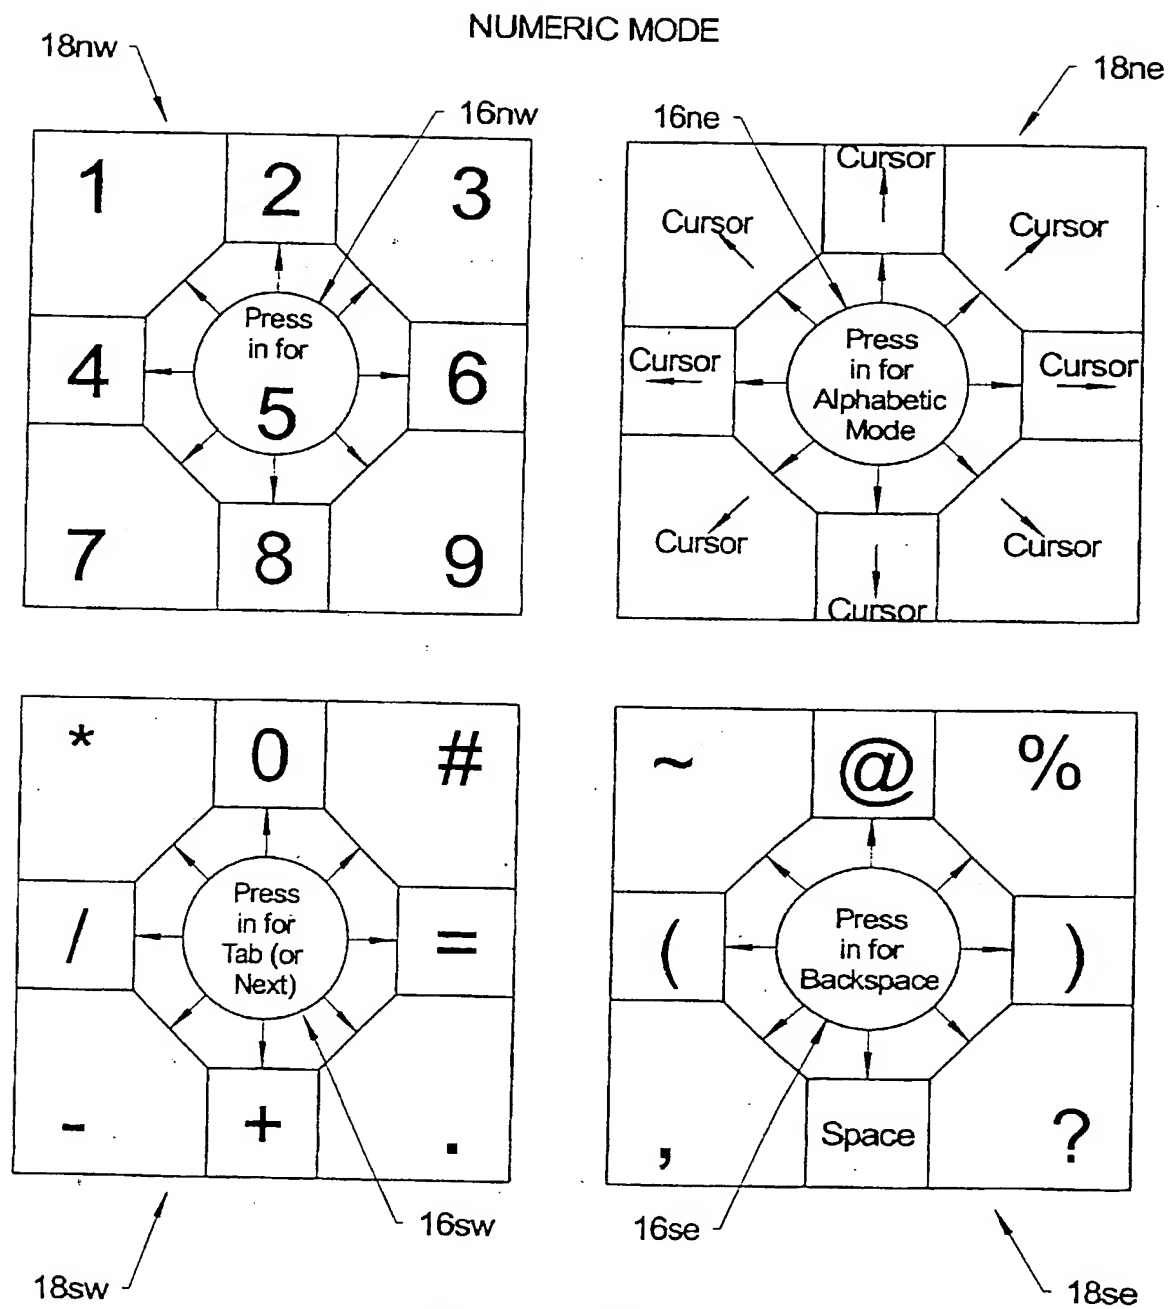 NUMERIC MODE
18nw
18ne
16nw
16ne
1
2
3
Press
in for
5
4
6
7
8
9
Cursor
Cursor
Cursor
Cursor
Press
in for
Alphabetic
Mode
Cursor
Cursor
Cursor
Cursor
*
0
#
/
Press
in for
Tab (or
Next)
=
-
+
.
~
@
%
(
Press
in for
Backspace
)
,
Space
?
16sw
16se
18sw
18se